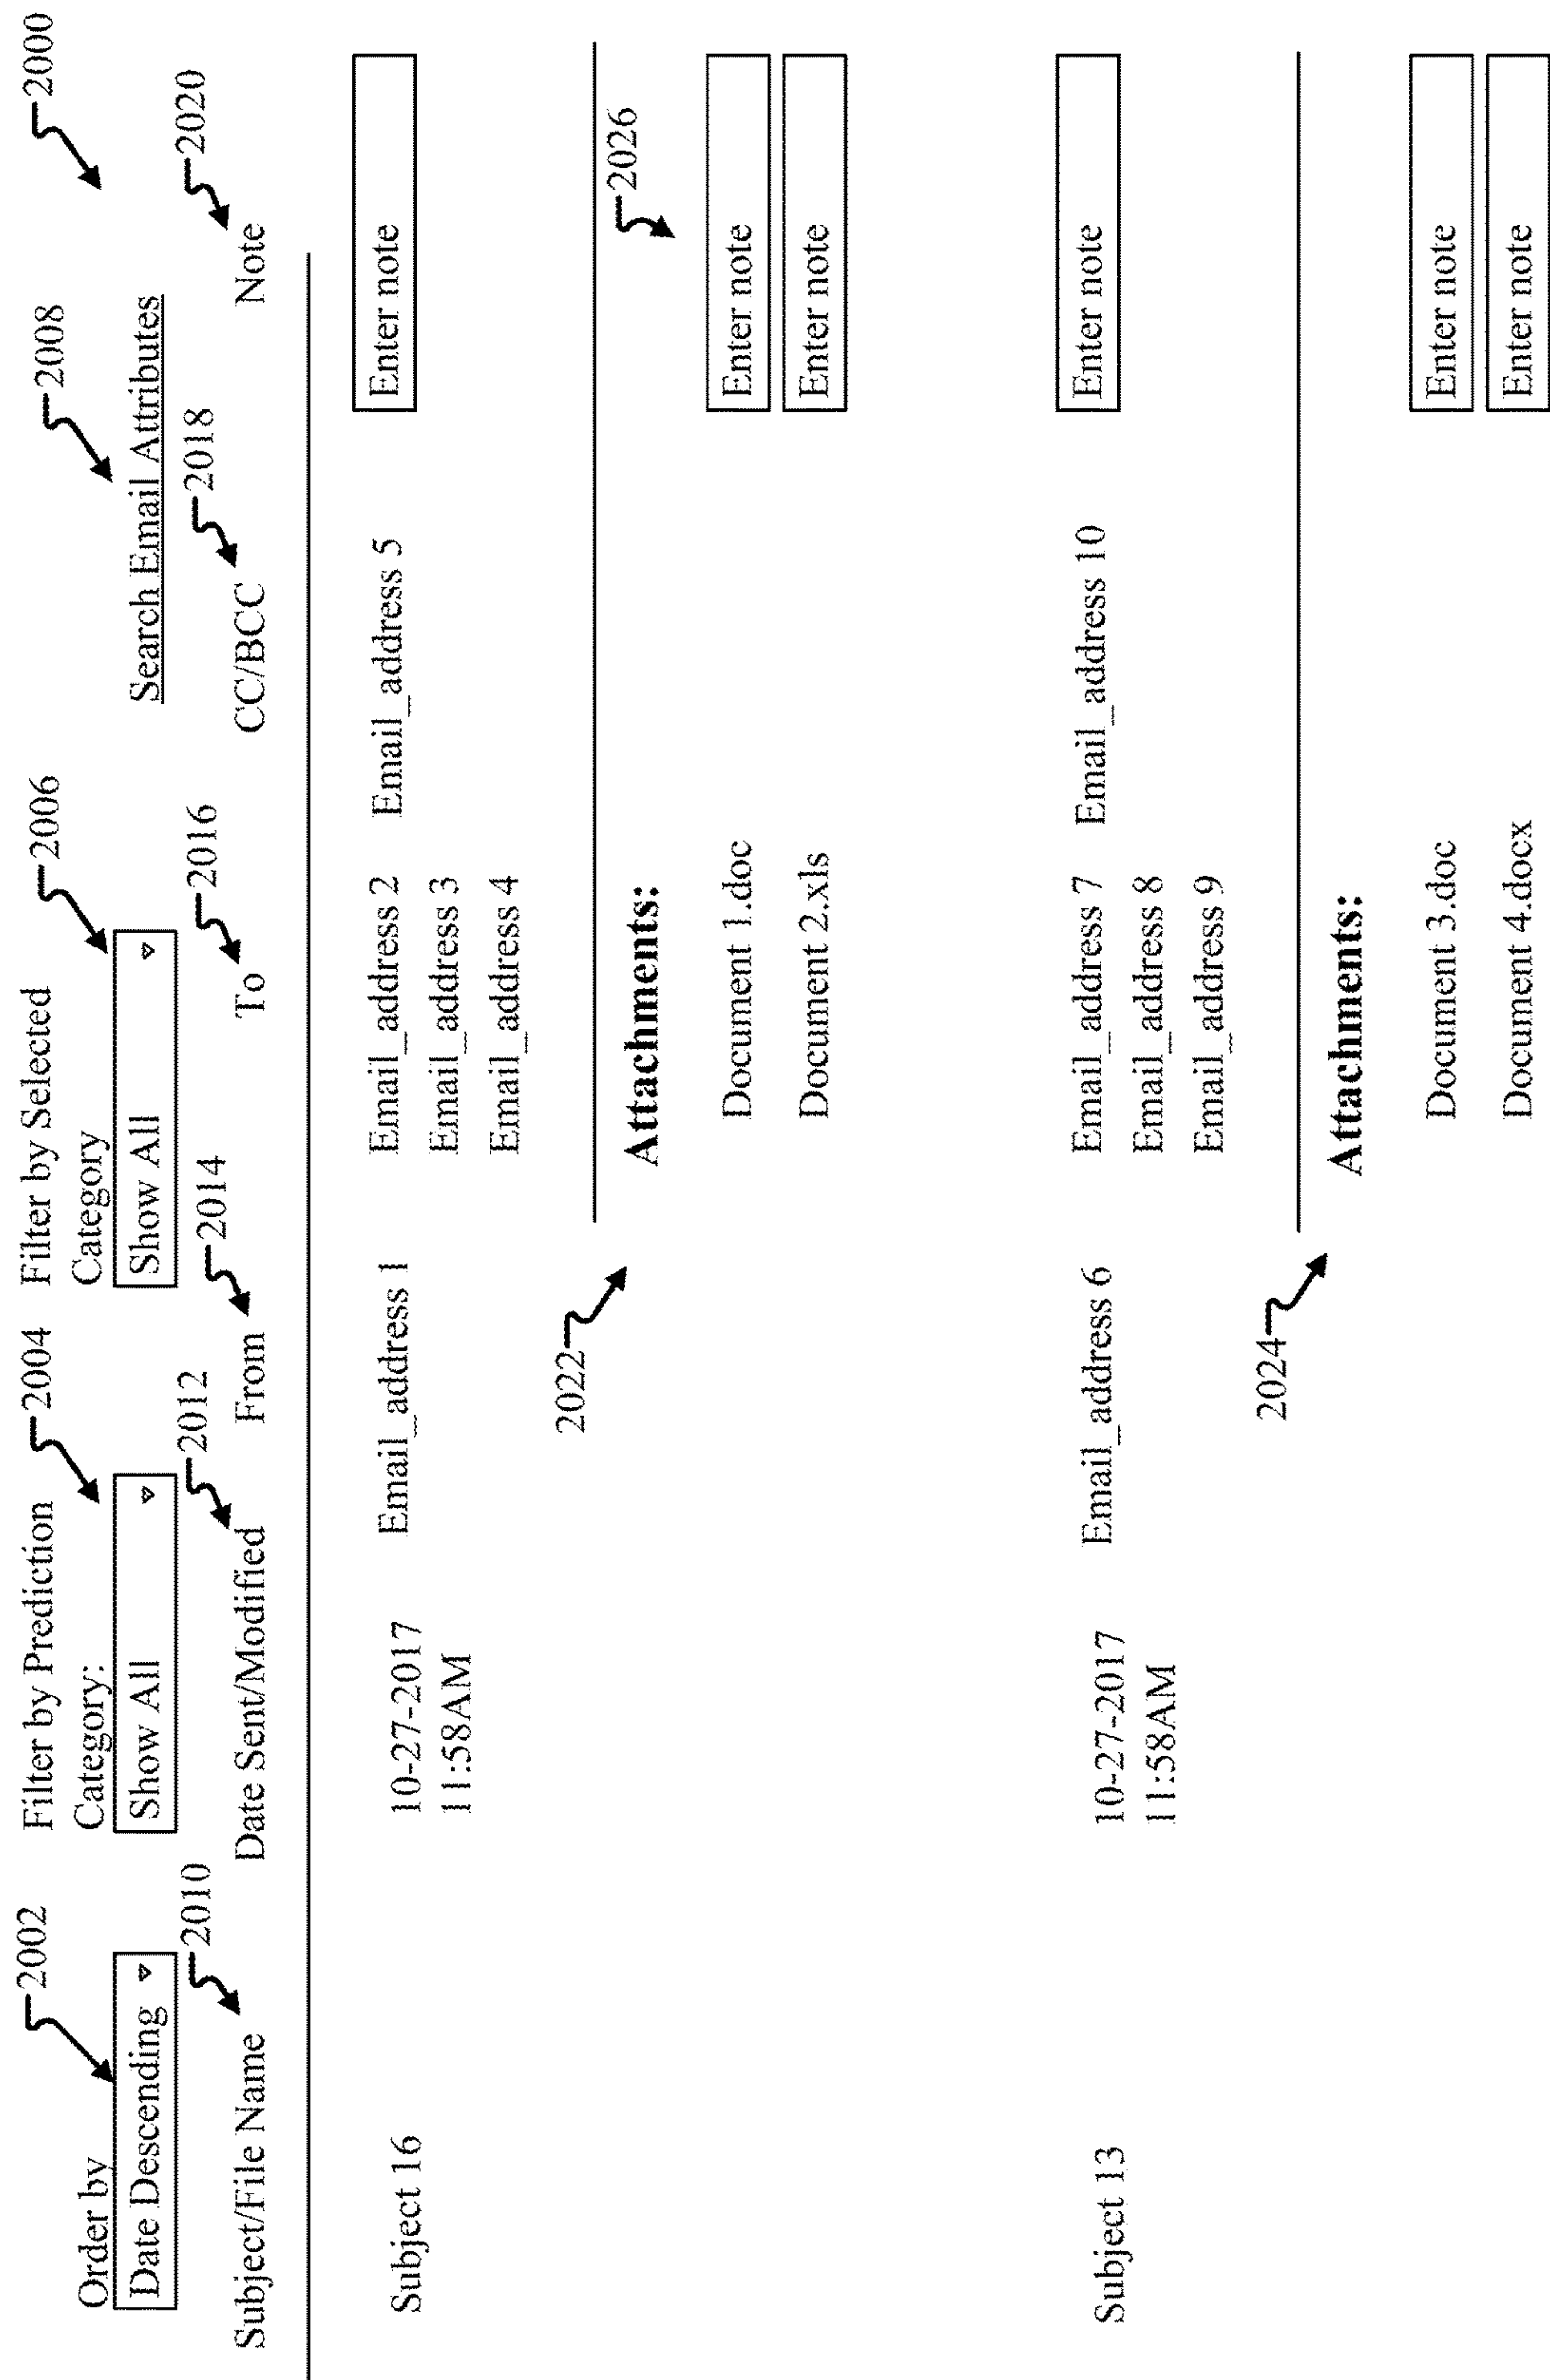 2000
2002
2004
2006
2008
Order by
Date Descending
Filter by Prediction
Category:
Show All
Filter by Selected
Category
Show All
Search Email Attributes
2010
2012
2014
2016
2018
2020
Subject/File Name
Date Sent/Modified
From
To
CC/BCC
Note
Subject 16
10-27-2017
11:58AM
Email_address 1
Email_address 2
Email_address 3
Email_address 4
Email_address 5
Enter note
2022
Attachments:
2026
Document 1.doc
Enter note
Document 2.xls
Enter note
Subject 13
10-27-2017
11:58AM
Email_address 6
Email_address 7
Email_address 8
Email_address 9
Email_address 10
Enter note
2024
Attachments:
Document 3.doc
Enter note
Document 4.docx
Enter note